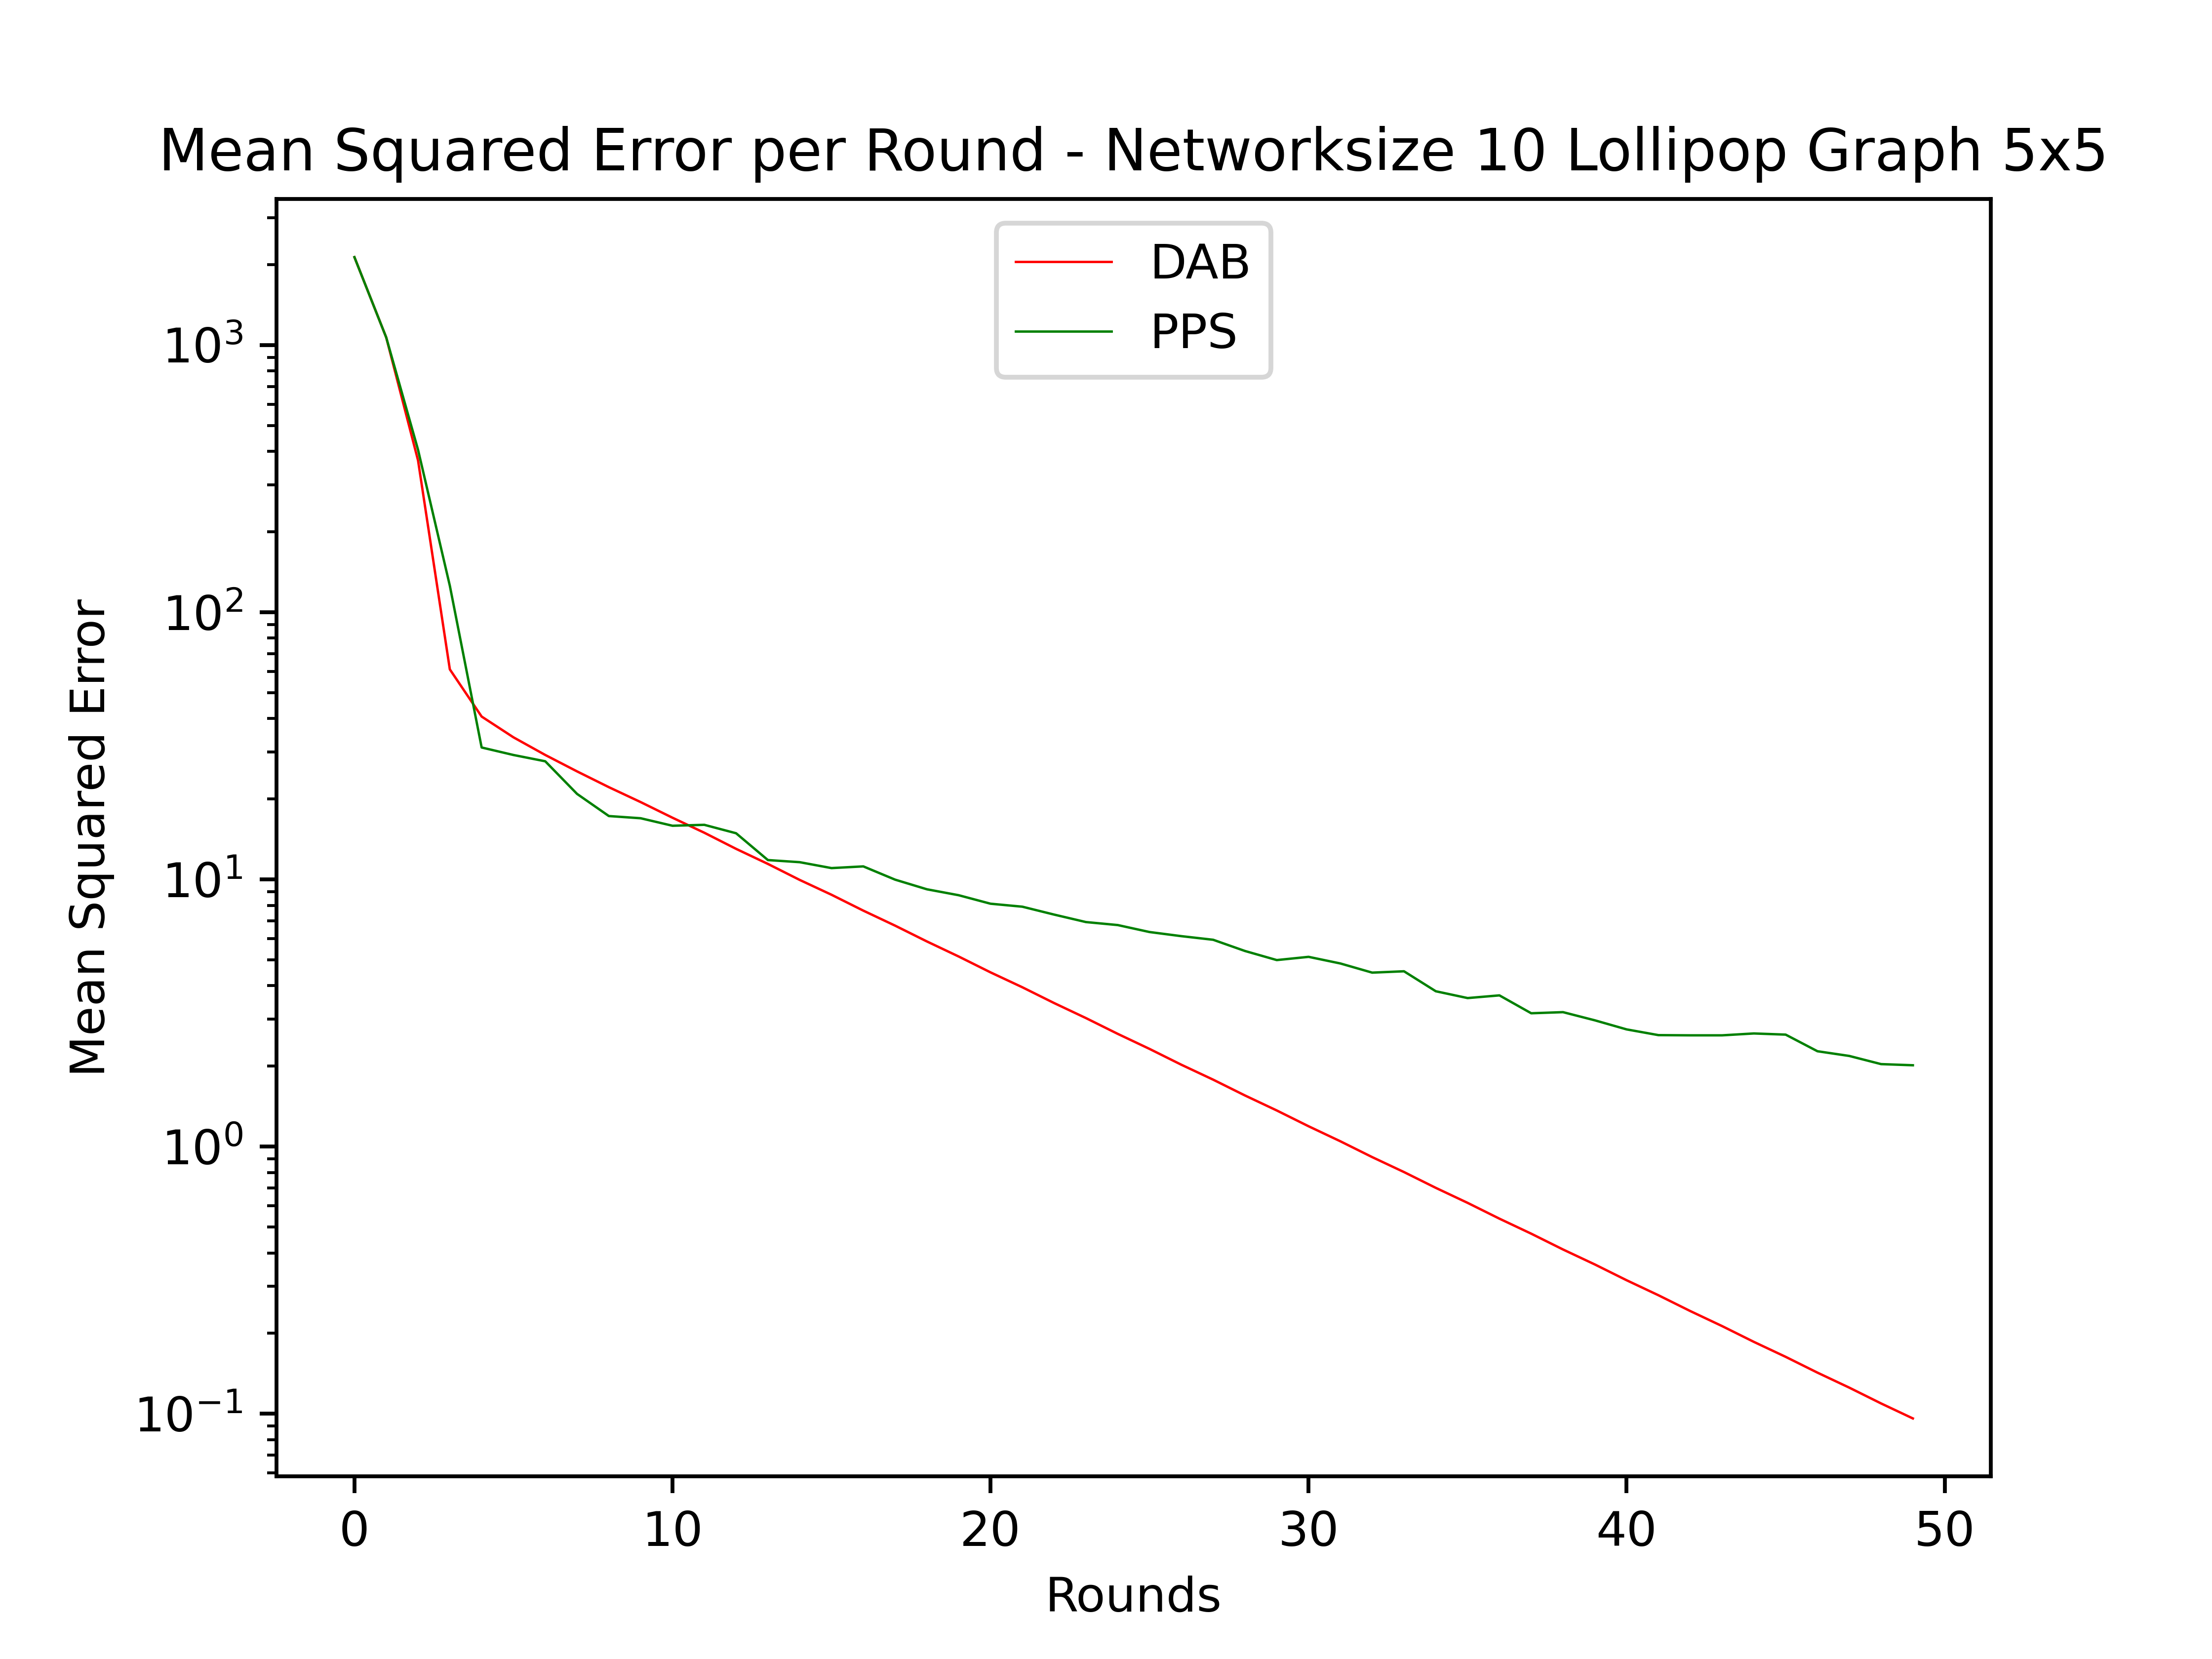 Mean Squared Error per Round - Networksize 10 Lollipop Graph 5x5
DAB
PPS
Mean Squared Error
10³
10²
10¹
10⁰
10⁻¹
0 10 20 30 40 50
Rounds